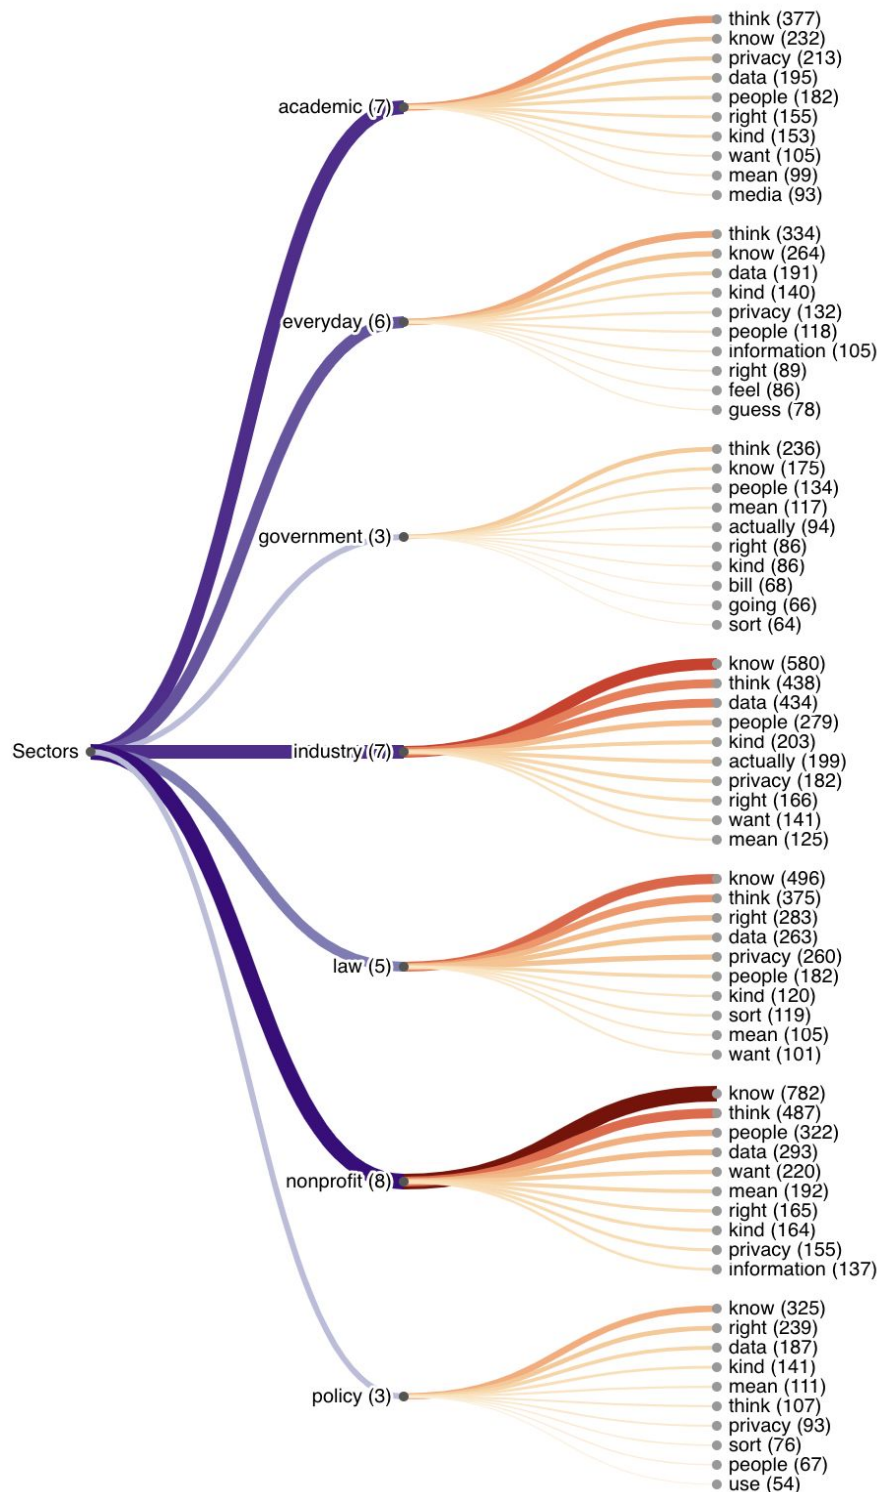 think (377)
know (232)
privacy (213)
data (195)
people (182)
academic (7)
right (155)
kind (153)
want (105)
mean (99)
media (93)
think (334)
know (264)
data (191)
kind (140)
privacy (132)
everyday (6)
people (118)
information (105)
right (89)
feel (86)
guess (78)
think (236)
know (175)
people (134)
mean (117)
actually (94)
government (3)
right (86)
kind (86)
bill (68)
going (66)
sort (64)
know (580)
think (438)
data (434)
people (279)
kind (203)
Sectors
industry (7)
actually (199)
privacy (182)
right (166)
want (141)
mean (125)
know (496)
think (375)
right (283)
data (263)
privacy (260)
law (5)
people (182)
kind (120)
sort (119)
mean (105)
want (101)
know (782)
think (487)
people (322)
data (293)
want (220)
nonprofit (8)
mean (192)
right (165)
kind (164)
privacy (155)
information (137)
know (325)
right (239)
data (187)
kind (141)
mean (111)
policy (3)
think (107)
privacy (93)
sort (76)
people (67)
use (54)